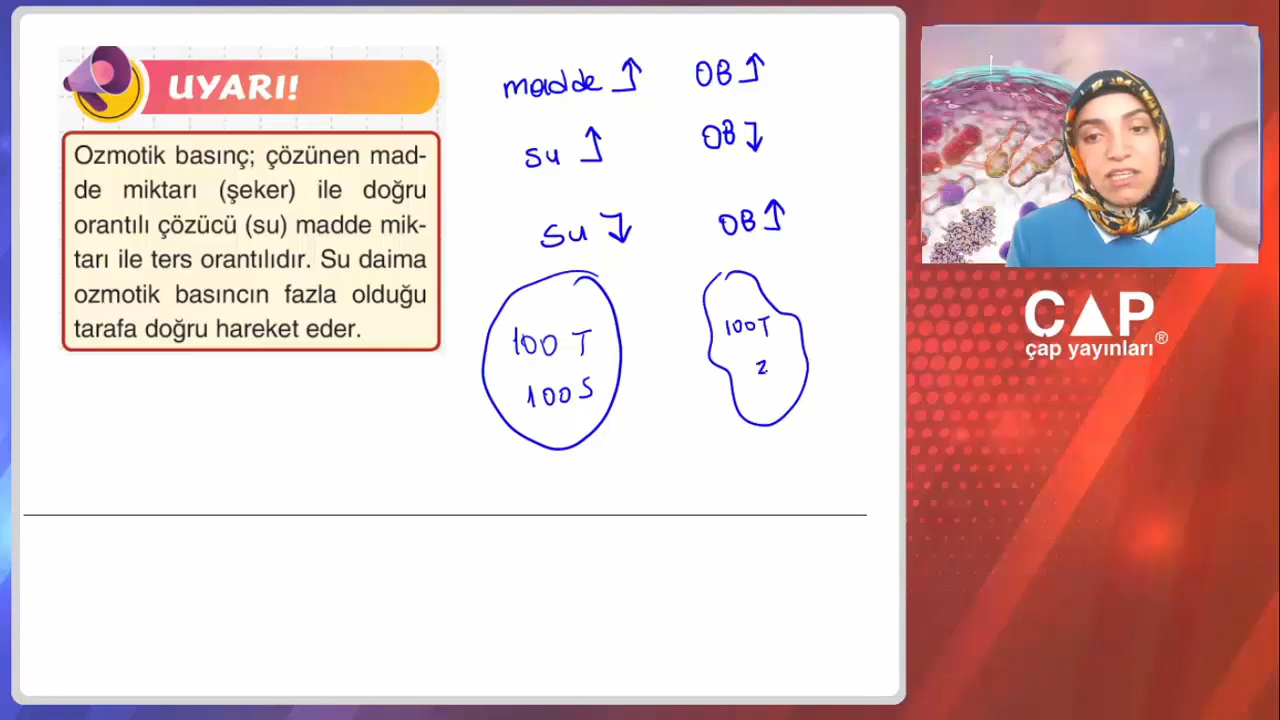 UYARI!
Ozmotik basınç; çözünen mad-
de miktarı (şeker) ile doğru
orantılı çözücü (su) madde mik-
tarı ile ters orantılıdır. Su daima
ozmotik basıncın fazla olduğu
tarafa doğru hareket eder.
madde ↑ OB ↑
su ↑ OB ↓
su ↓ OB ↑
100 T
100 S
100T
2
ÇAP
çap yayınları®